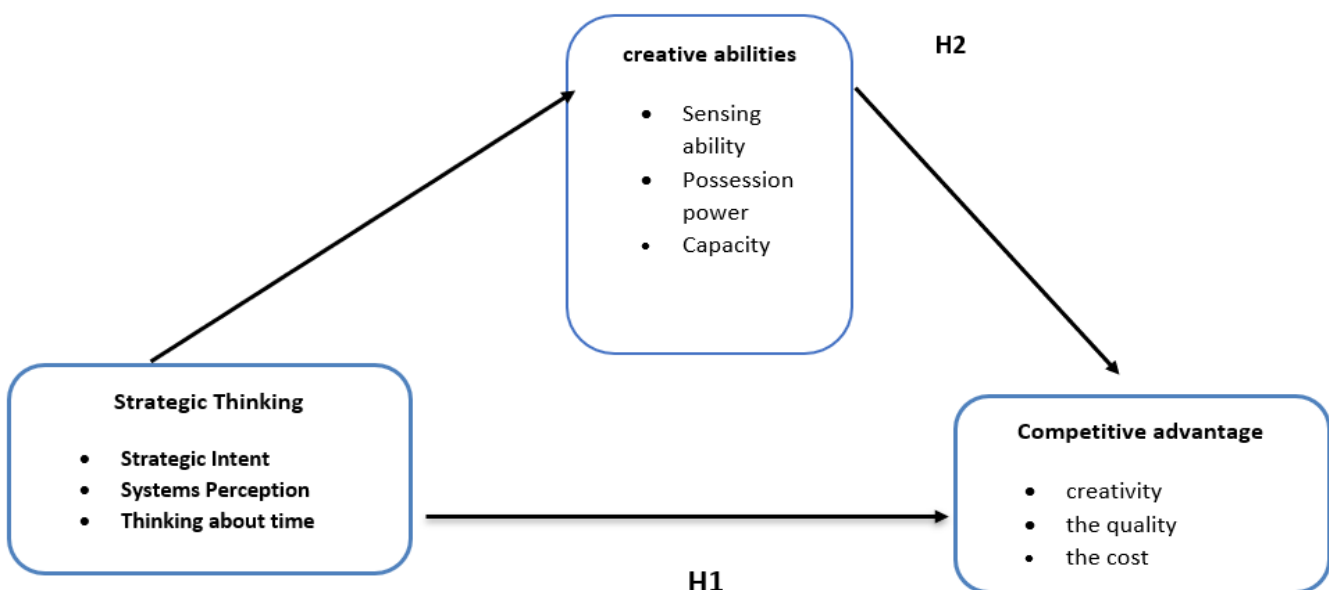 creative abilities
• Sensing
ability
• Possession
power
• Capacity
H2
Strategic Thinking
• Strategic Intent
• Systems Perception
• Thinking about time
Competitive advantage
• creativity
• the quality
• the cost
H1